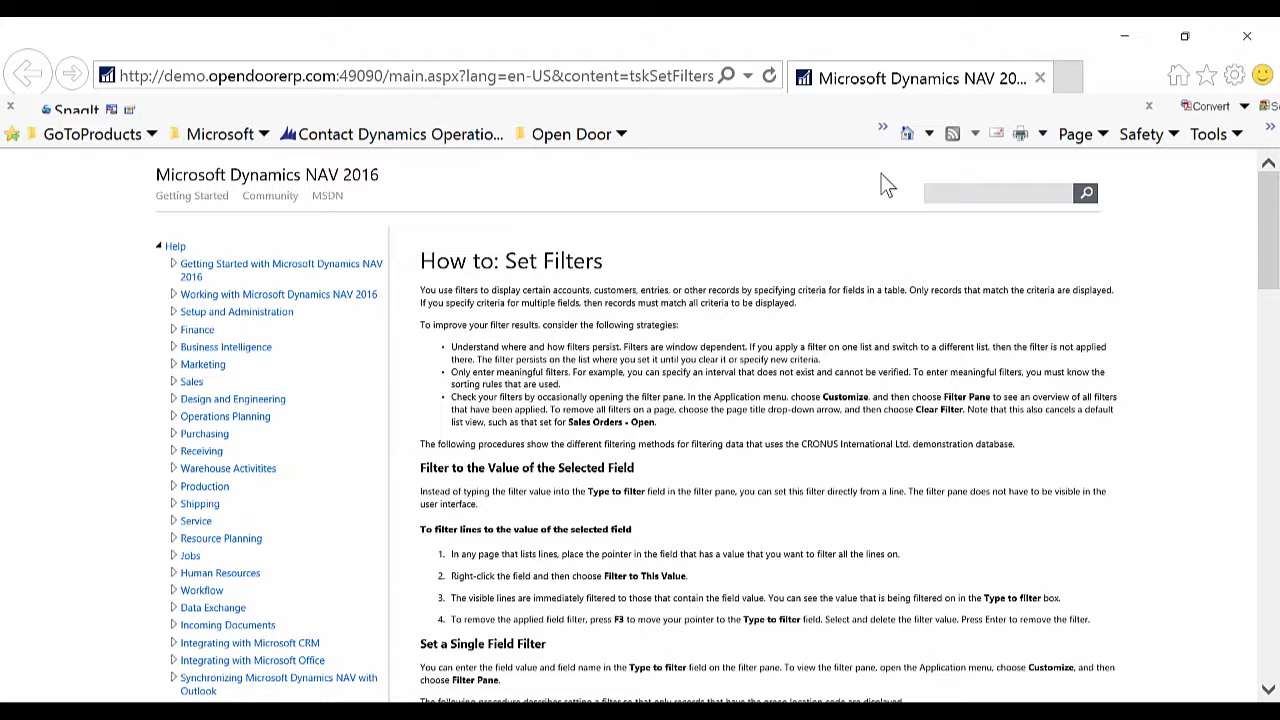 http://demo.opendoorerp.com:49090/main.aspx?lang=en-US&content=tskSetFilters
Microsoft Dynamics NAV 20...
SnagIt
Convert
GoToProducts
Microsoft
Contact Dynamics Operatio...
Open Door
Page
Safety
Tools
Microsoft Dynamics NAV 2016
Getting Started
Community
MSDN
Help
Getting Started with Microsoft Dynamics NAV
2016
Working with Microsoft Dynamics NAV 2016
Setup and Administration
Finance
Business Intelligence
Marketing
Sales
Design and Engineering
Operations Planning
Purchasing
Receiving
Warehouse Activitites
Production
Shipping
Service
Resource Planning
Jobs
Human Resources
Workflow
Data Exchange
Incoming Documents
Integrating with Microsoft CRM
Integrating with Microsoft Office
Synchronizing Microsoft Dynamics NAV with
Outlook
How to: Set Filters
You use filters to display certain accounts, customers, entries, or other records by specifying criteria for fields in a table. Only records that match the criteria are displayed.
If you specify criteria for multiple fields, then records must match all criteria to be displayed.
To improve your filter results, consider the following strategies:
• Understand where and how filters persist. Filters are window dependent. If you apply a filter on one list and switch to a different list, then the filter is not applied
there. The filter persists on the list where you set it until you clear it or specify new criteria.
• Only enter meaningful filters. For example, you can specify an interval that does not exist and cannot be verified. To enter meaningful filters, you must know the
sorting rules that are used.
• Check your filters by occasionally opening the filter pane. In the Application menu, choose Customize, and then choose Filter Pane to see an overview of all filters
that have been applied. To remove all filters on a page, choose the page title drop-down arrow, and then choose Clear Filter. Note that this also cancels a default
list view, such as that set for Sales Orders - Open.
The following procedures show the different filtering methods for filtering data that uses the CRONUS International Ltd. demonstration database.
Filter to the Value of the Selected Field
Instead of typing the filter value into the Type to filter field in the filter pane, you can set this filter directly from a line. The filter pane does not have to be visible in the
user interface.
To filter lines to the value of the selected field
1. In any page that lists lines, place the pointer in the field that has a value that you want to filter all the lines on.
2. Right-click the field and then choose Filter to This Value.
3. The visible lines are immediately filtered to those that contain the field value. You can see the value that is being filtered on in the Type to filter box.
4. To remove the applied field filter, press F3 to move your pointer to the Type to filter field. Select and delete the filter value. Press Enter to remove the filter.
Set a Single Field Filter
You can enter the field value and field name in the Type to filter field on the filter pane. To view the filter pane, open the Application menu, choose Customize, and then
choose Filter Pane.